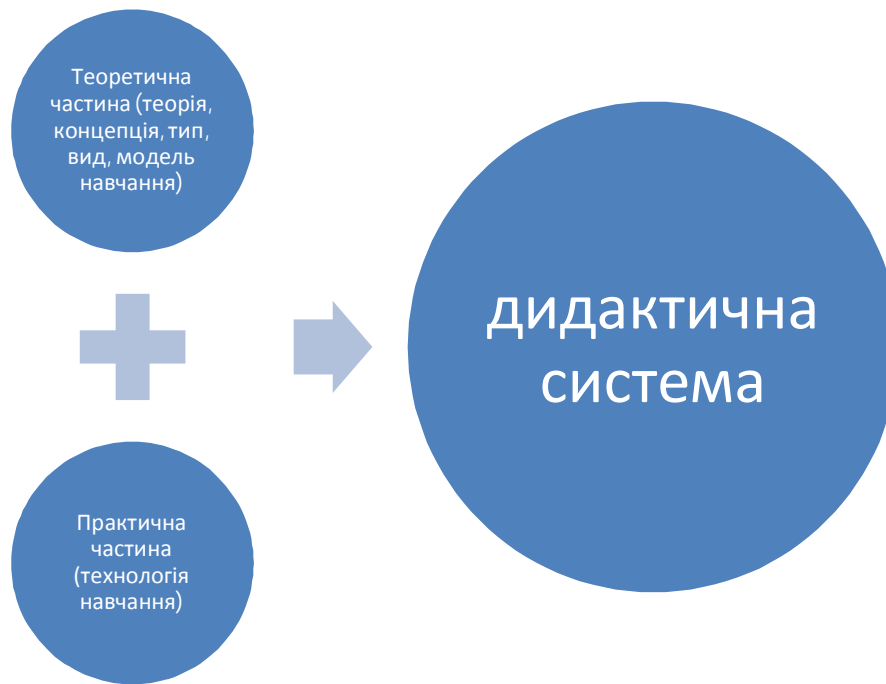 Теоретична
частина (теорія,
концепція, тип,
вид, модель
навчання)
Практична
частина
(технологія
навчання)
дидактична
система